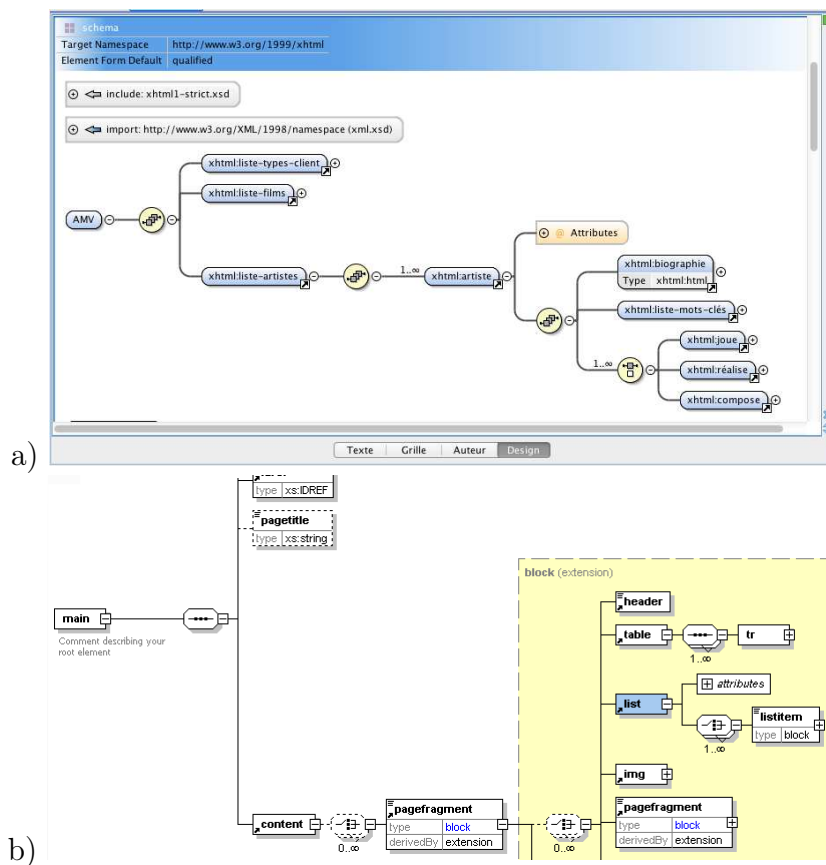 schema
Target Namespace http://www.w3.org/1999/xhtml
Element Form Default qualified
include: xhtml1-strict.xsd
import: http://www.w3.org/XML/1998/namespace (xml.xsd)
xhtml:liste-types-client
xhtml:liste-films
AMV
@ Attributes
xhtml:liste-artistes
1..∞
xhtml:artiste
xhtml:biographie
Type xhtml:html
xhtml:liste-mots-clés
xhtml:joue
1..∞
xhtml:réalise
xhtml:compose
Texte Grille Auteur Design
a)
type xs:IDREF
pagetitle
type xs:string
block (extension)
header
main
table
tr
Comment describing your
root element
1..∞
attributes
list
listitem
type block
1..∞
img
content
pagefragment
type block
derivedBy extension
0..∞
pagefragment
type block
derivedBy extension
0..∞
b)